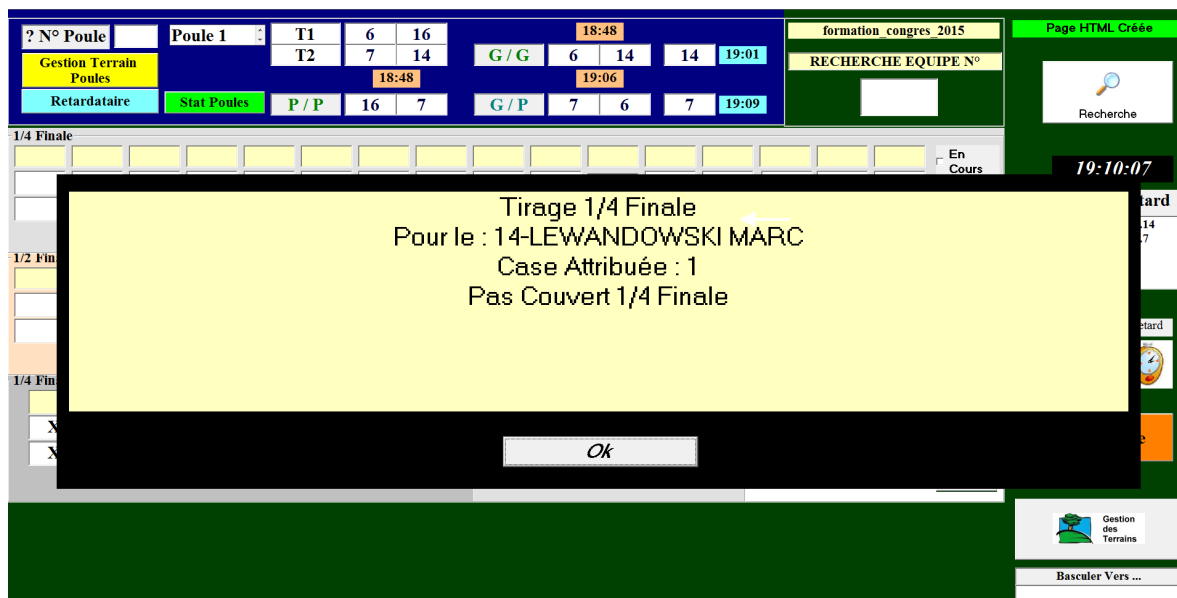 ? N° Poule
Poule 1
T1 6 16
18:48
formation_congres_2015
Page HTML Créée
Gestion Terrain
Poules
T2 7 14
G / G 6 14 14 19:01
RECHERCHE EQUIPE N°
18:48
19:06
Retardataire
Stat Poules
P / P 16 7
G / P 7 6 7 19:09
Recherche
1/4 Finale
En
Cours
19:10:07
Tirage 1/4 Finale
Pour le : 14-LEWANDOWSKI MARC
Case Attribuée : 1
Pas Couvert 1/4 Finale
tard
.14
.7
1/2 Fin
etard
1/4 Fin
X
X
Ok
Gestion
des
Terrains
Basculer Vers ...